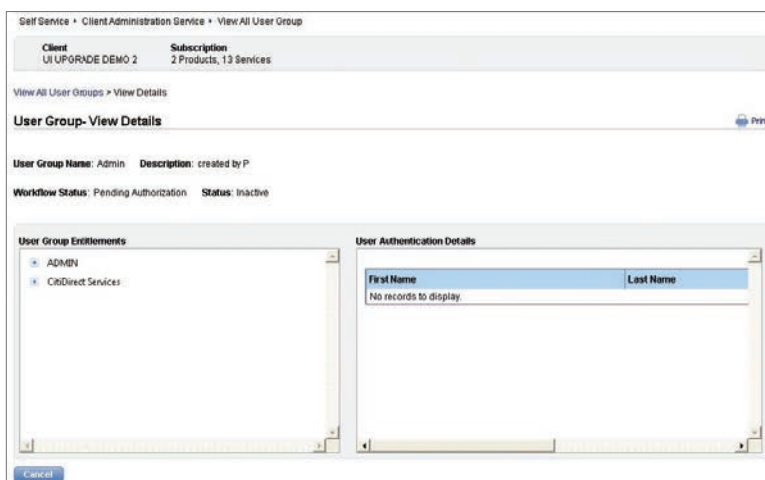 Self Service • Client Administration Service • View All User Group
Client Subscription
UI UPGRADE DEMO 2 2 Products, 13 Services
View All User Groups > View Details
User Group- View Details Prin
User Group Name: Admin Description: created by P
Workflow Status: Pending Authorization Status: Inactive
User Group Entitlements User Authentication Details
ADMIN
CitiDirect Services
First Name Last Name
No records to display.
Cancel